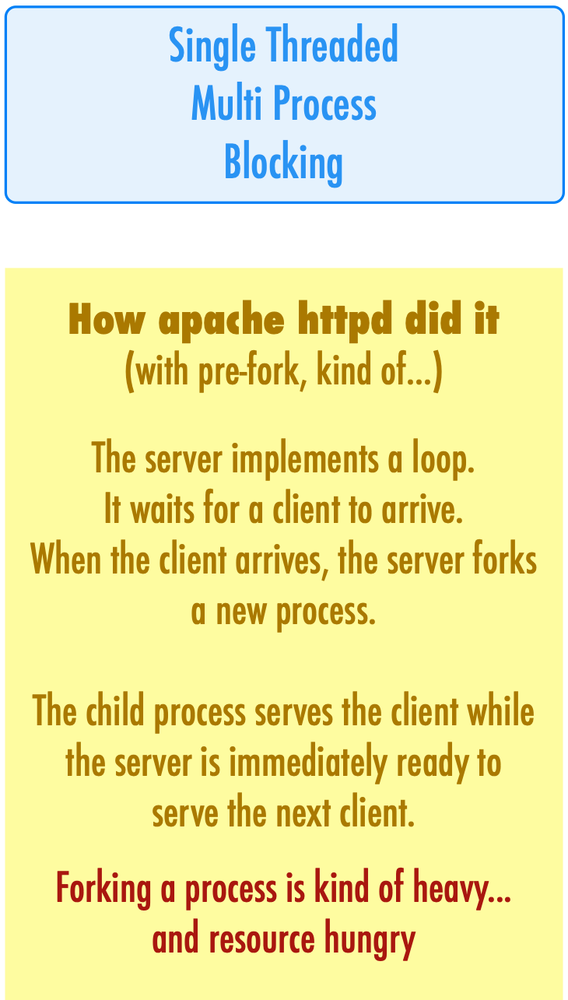 Single Threaded
Multi Process
Blocking
How apache httpd did it
(with pre-fork, kind of...)
The server implements a loop.
It waits for a client to arrive.
When the client arrives, the server forks
a new process.
The child process serves the client while
the server is immediately ready to
serve the next client.
Forking a process is kind of heavy...
and resource hungry